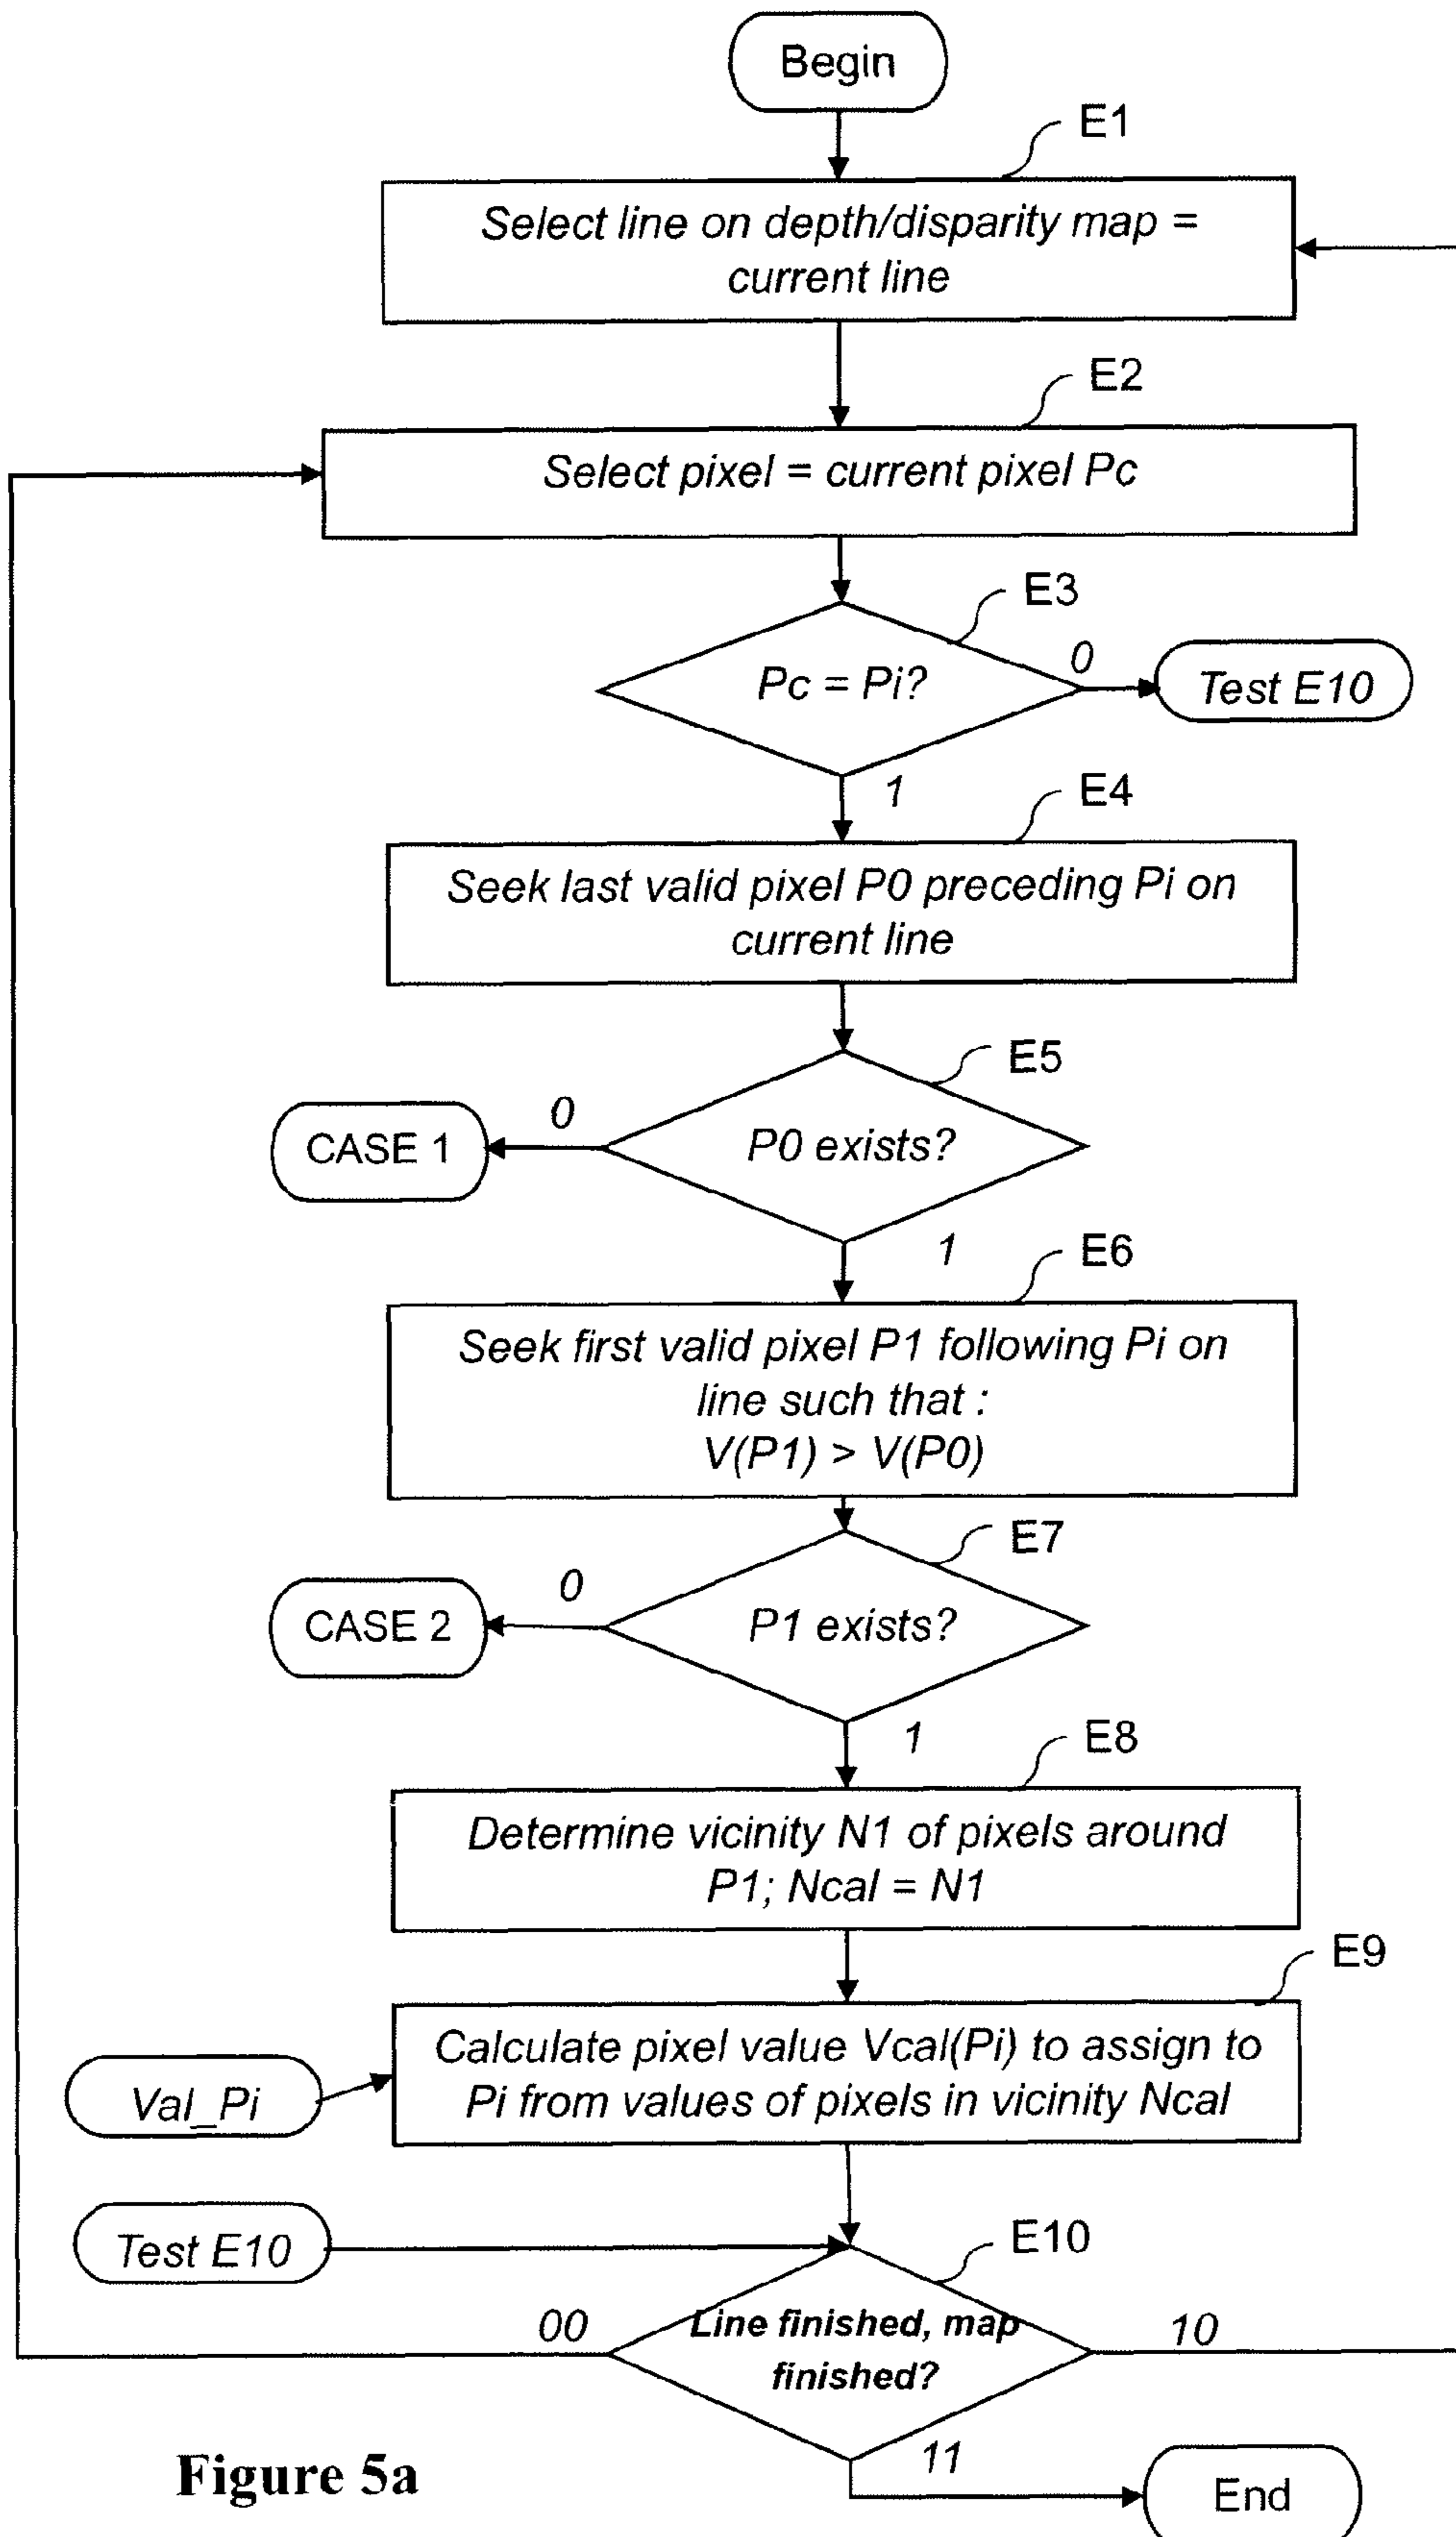 Begin
E1
Select line on depth/disparity map =
current line
E2
Select pixel = current pixel Pc
E3
Pc = Pi?
0
Test E10
1
E4
Seek last valid pixel P0 preceding Pi on
current line
E5
0
CASE 1
P0 exists?
1
E6
Seek first valid pixel P1 following Pi on
line such that :
V(P1) > V(P0)
E7
0
CASE 2
P1 exists?
1
E8
Determine vicinity N1 of pixels around
P1; Ncal = N1
E9
Calculate pixel value Vcal(Pi) to assign to
Pi from values of pixels in vicinity Ncal
Val_Pi
Test E10
E10
00
Line finished, map
finished?
10
11
End
Figure 5a